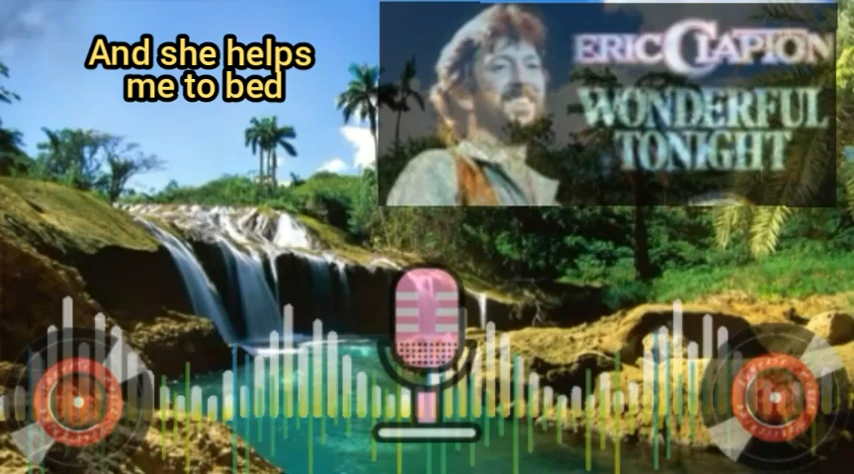 And she helps
me to bed
ERIC CLAPTON
WONDERFUL
TONIGHT